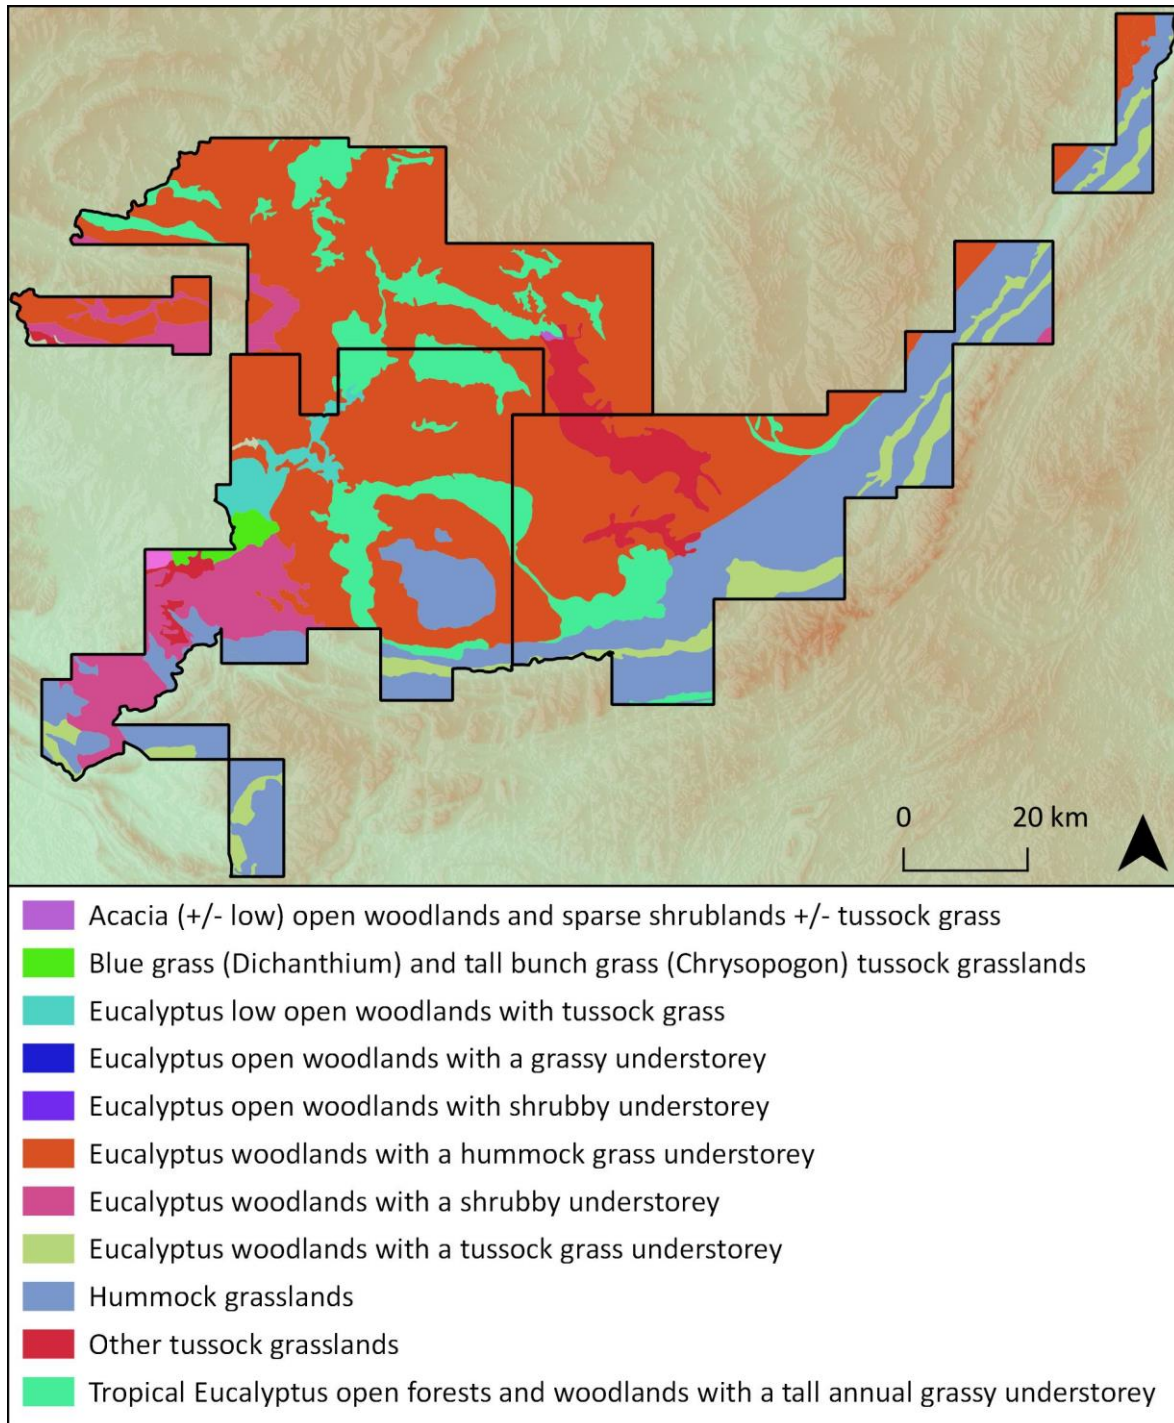 0 20 km
Acacia (+/- low) open woodlands and sparse shrublands +/- tussock grass
Blue grass (Dichanthium) and tall bunch grass (Chrysopogon) tussock grasslands
Eucalyptus low open woodlands with tussock grass
Eucalyptus open woodlands with a grassy understorey
Eucalyptus open woodlands with shrubby understorey
Eucalyptus woodlands with a hummock grass understorey
Eucalyptus woodlands with a shrubby understorey
Eucalyptus woodlands with a tussock grass understorey
Hummock grasslands
Other tussock grasslands
Tropical Eucalyptus open forests and woodlands with a tall annual grassy understorey